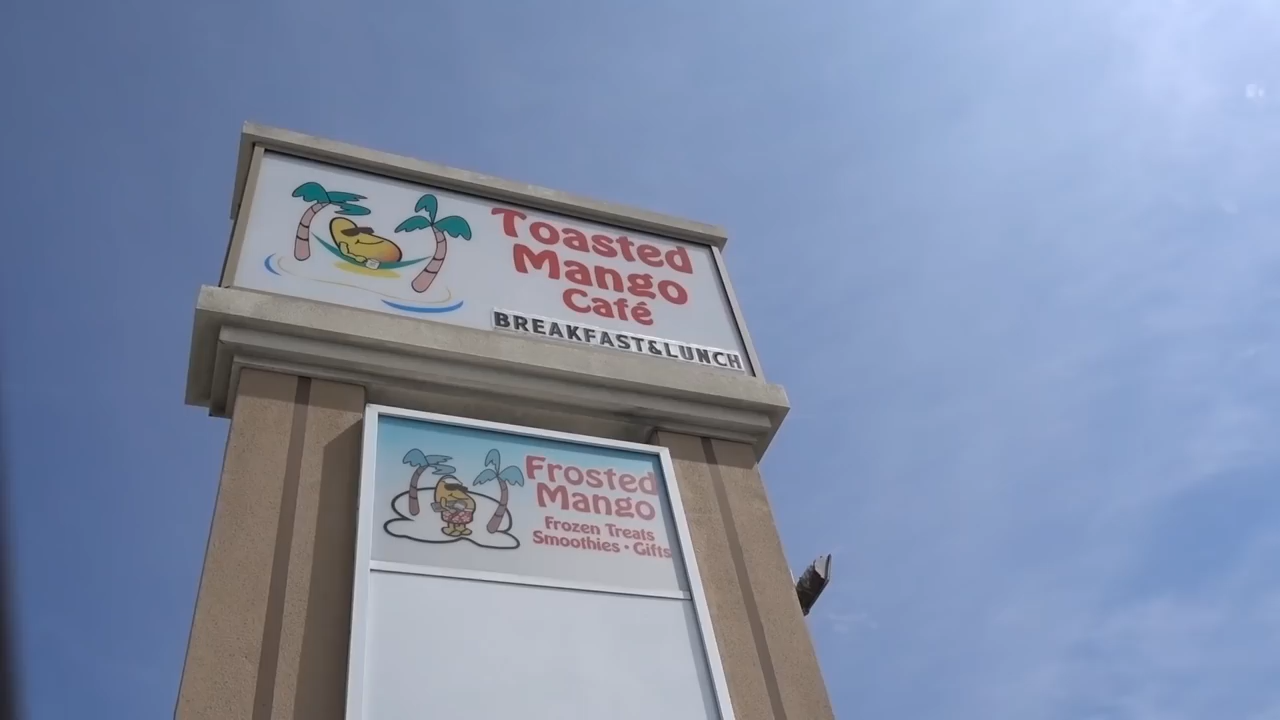 Toasted
Mango
Café
BREAKFAST&LUNCH
Frosted
Mango
Frozen Treats
Smoothies • Gifts